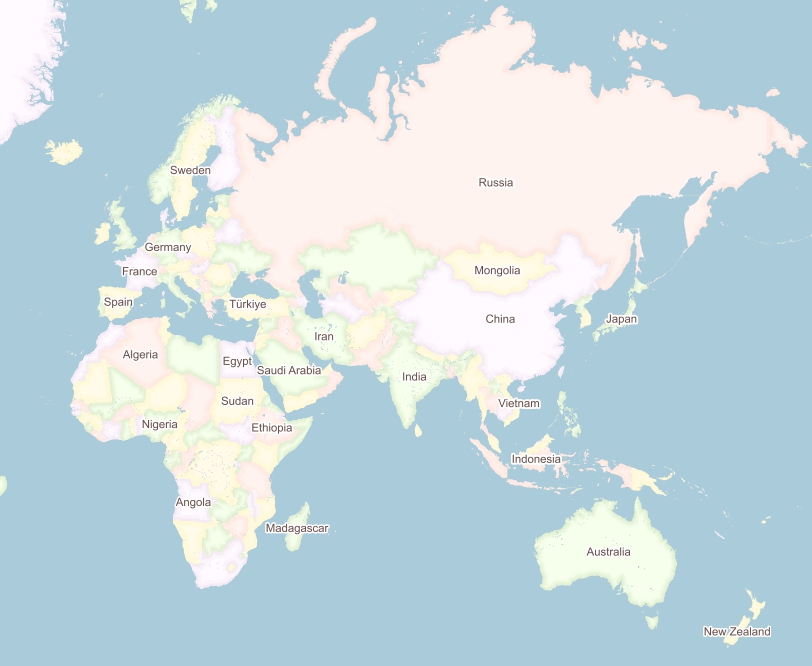 Sweden
Russia
Germany
France
Mongolia
Spain
Türkiye
China
Japan
Iran
Algeria
Egypt
Saudi Arabia
India
Sudan
Vietnam
Nigeria
Ethiopia
Indonesia
Angola
Madagascar
Australia
New Zealand